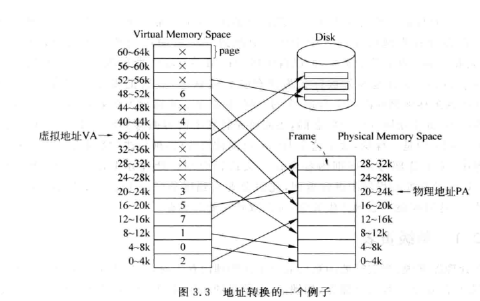 Virtual Memory Space
Disk
60~64k ×
page
56~60k ×
52~56k ×
48~52k 6
44~48k ×
40~44k 4
虚拟地址VA
36~40k ×
32~36k ×
28~32k ×
24~28k ×
20~24k 3
16~20k 5
12~16k 7
8~12k 1
4~8k 0
0~4k 2
Frame
Physical Memory Space
28~32k
24~28k
20~24k
物理地址PA
16~20k
12~16k
8~12k
4~8k
0~4k
图 3.3 地址转换的一个例子